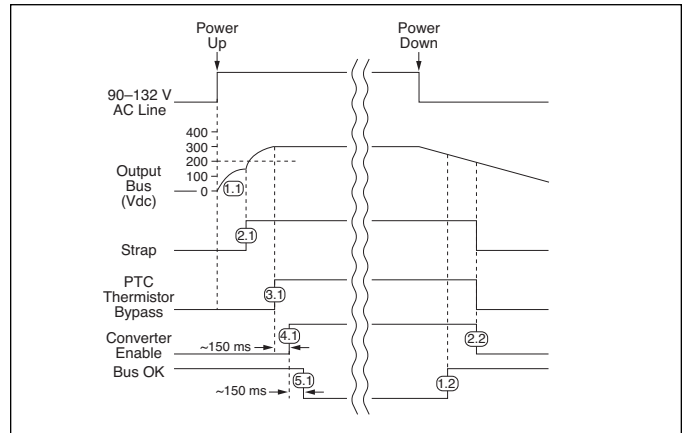 Power
Up
Power
Down
90–132 V
AC Line
400
300
200
100
0
Output
Bus
(Vdc)
1.1
Strap
2.1
PTC
Thermistor
Bypass
3.1
Converter
Enable
~150 ms
4.1
2.2
Bus OK
~150 ms
5.1
1.2